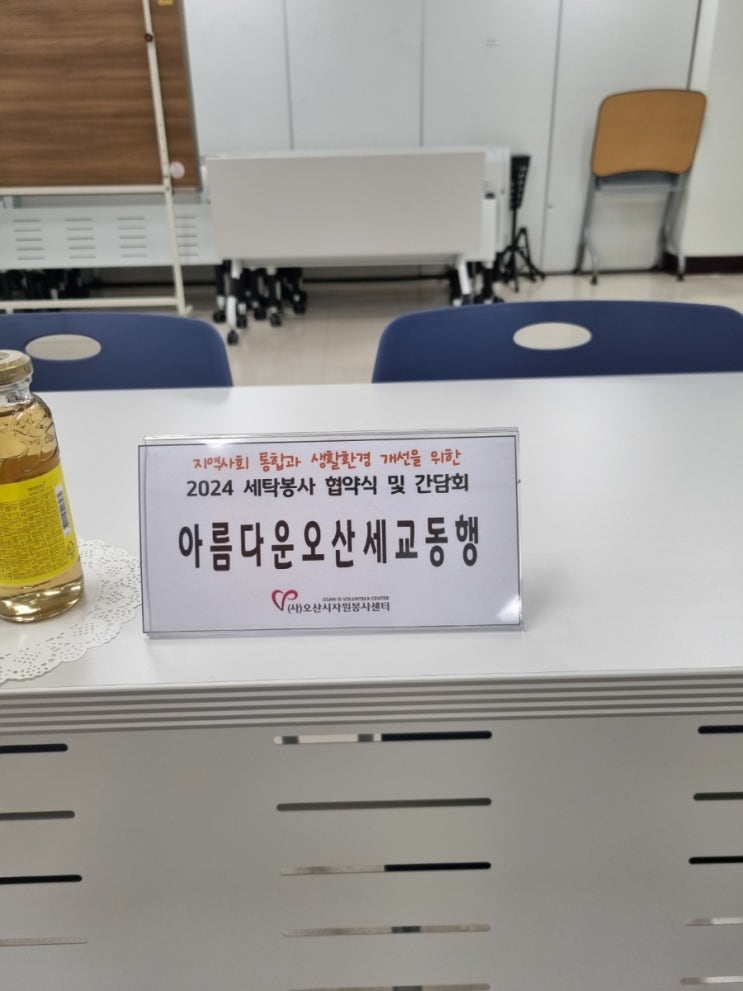 지역사회 통합과 생활환경 개선을 위한
2024 세탁봉사 협약식 및 간담회
아름다운오산세교동행
OSAN-SI VOLUNTEER CENTER
(사)오산시자원봉사센터